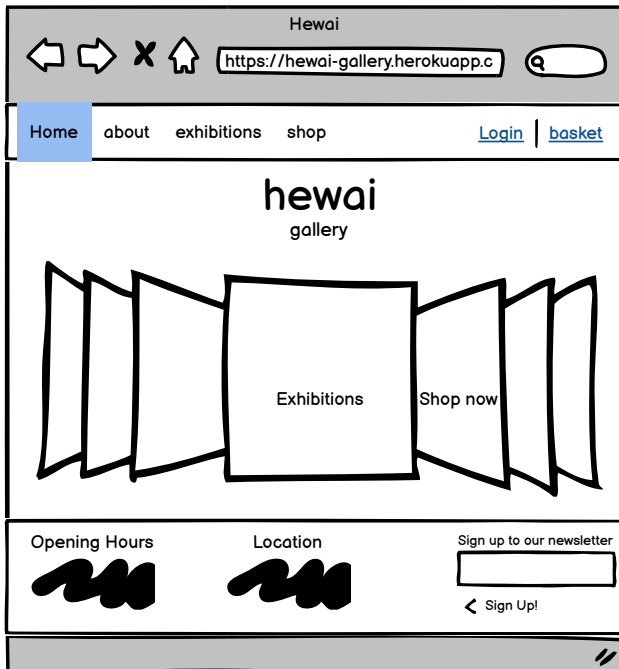 Hewai
https://hewai-gallery.herokuapp.c
Home about exhibitions shop Login basket
hewai
gallery
Exhibitions Shop now
Opening Hours Location Sign up to our newsletter
Sign Up!